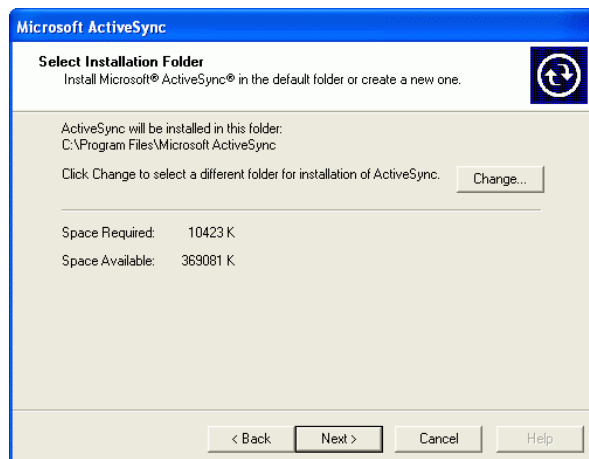 Microsoft ActiveSync
Select Installation Folder
Install Microsoft® ActiveSync® in the default folder or create a new one.
ActiveSync will be installed in this folder:
C:\Program Files\Microsoft ActiveSync
Click Change to select a different folder for installation of ActiveSync.
Change...
Space Required: 10423 K
Space Available: 369081 K
< Back Next > Cancel Help